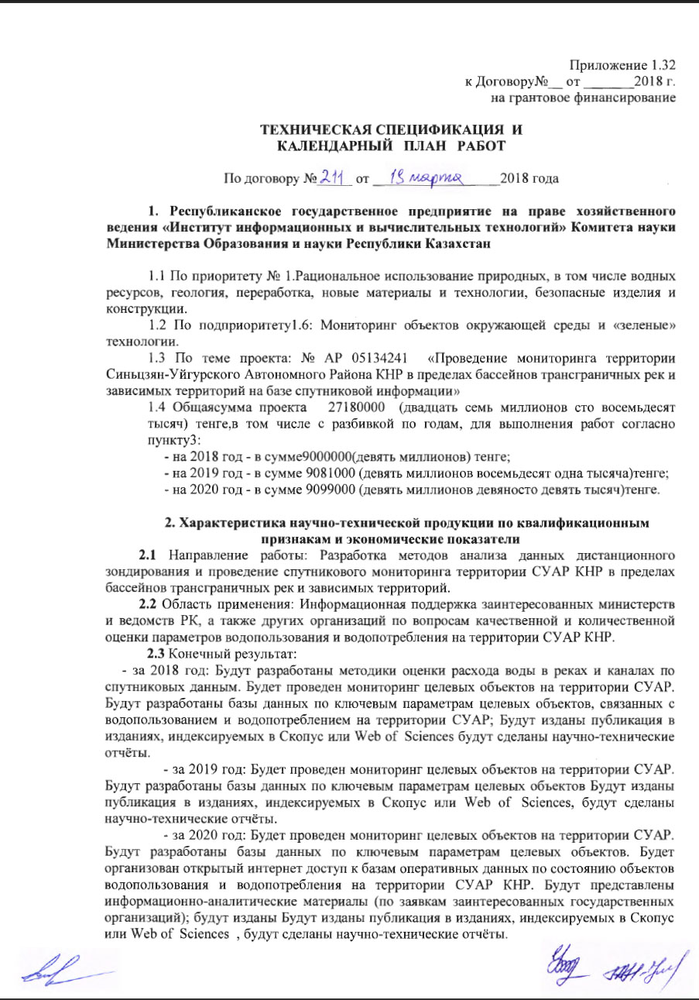 Приложение 1.32
к Договору№__ от _______2018 г.
на грантовое финансирование
ТЕХНИЧЕСКАЯ СПЕЦИФИКАЦИЯ И
КАЛЕНДАРНЫЙ ПЛАН РАБОТ
По договору №211 от 19 марта 2018 года
1. Республиканское государственное предприятие на праве хозяйственного
ведения «Институт информационных и вычислительных технологий» Комитета науки
Министерства Образования и науки Республики Казахстан
1.1 По приоритету № 1.Рациональное использование природных, в том числе водных
ресурсов, геология, переработка, новые материалы и технологии, безопасные изделия и
конструкции.
1.2 По подприоритету1.6: Мониторинг объектов окружающей среды и «зеленые»
технологии.
1.3 По теме проекта: № АР 05134241 «Проведение мониторинга территории
Синьцзян-Уйгурского Автономного Района КНР в пределах бассейнов трансграничных рек и
зависимых территорий на базе спутниковой информации»
1.4 Общаясумма проекта 27180000 (двадцать семь миллионов сто восемьдесят
тысяч) тенге,в том числе с разбивкой по годам, для выполнения работ согласно
пункту3:
- на 2018 год - в сумме9000000(девять миллионов) тенге;
- на 2019 год - в сумме 9081000 (девять миллионов восемьдесят одна тысяча)тенге;
- на 2020 год - в сумме 9099000 (девять миллионов девяносто девять тысяч)тенге.
2. Характеристика научно-технической продукции по квалификационным
признакам и экономические показатели
2.1 Направление работы: Разработка методов анализа данных дистанционного
зондирования и проведение спутникового мониторинга территории СУАР КНР в пределах
бассейнов трансграничных рек и зависимых территорий.
2.2 Область применения: Информационная поддержка заинтересованных министерств
и ведомств РК, а также других организаций по вопросам качественной и количественной
оценки параметров водопользования и водопотребления на территории СУАР КНР.
2.3 Конечный результат:
- за 2018 год: Будут разработаны методики оценки расхода воды в реках и каналах по
спутниковых данным. Будет проведен мониторинг целевых объектов на территории СУАР.
Будут разработаны базы данных по ключевым параметрам целевых объектов, связанных с
водопользованием и водопотреблением на территории СУАР; Будут изданы публикация в
изданиях, индексируемых в Скопус или Web of Sciences будут сделаны научно-технические
отчёты.
- за 2019 год: Будет проведен мониторинг целевых объектов на территории СУАР.
Будут разработаны базы данных по ключевым параметрам целевых объектов Будут изданы
публикация в изданиях, индексируемых в Скопус или Web of Sciences, будут сделаны
научно-технические отчёты.
- за 2020 год: Будет проведен мониторинг целевых объектов на территории СУАР.
Будут разработаны базы данных по ключевым параметрам целевых объектов. Будет
организован открытый интернет доступ к базам оперативных данных по состоянию объектов
водопользования и водопотребления на территории СУАР КНР. Будут представлены
информационно-аналитические материалы (по заявкам заинтересованных государственных
организаций); будут изданы Будут изданы публикация в изданиях, индексируемых в Скопус
или Web of Sciences , будут сделаны научно-технические отчёты.